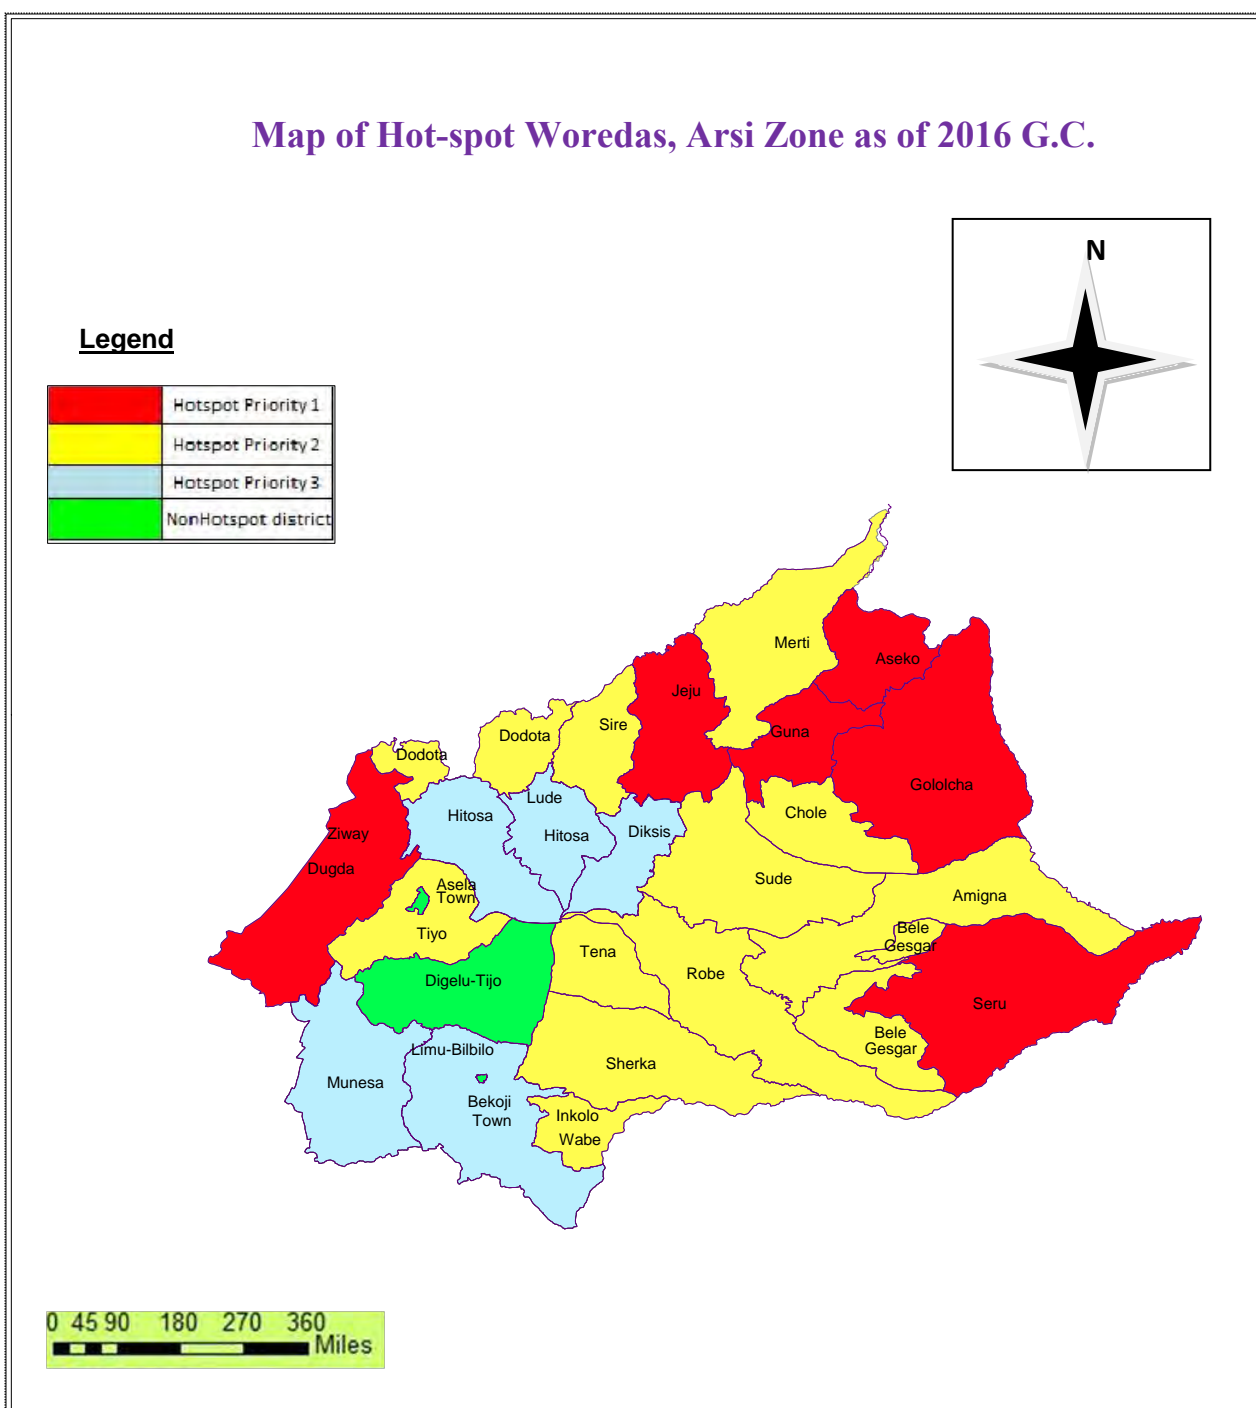 Map of Hot-spot Woredas, Arsi Zone as of 2016 G.C.
N
Legend
Hotspot Priority 1
Hotspot Priority 2
Hotspot Priority 3
NonHotspot district
Merti
Aseko
Jeju
Sire
Guna
Dodota
Dodota
Gololcha
Lude
Hitosa
Hitosa
Chole
Diksis
Ziway
Dugda
Sude
Asela
Town
Amigna
Tiyo
Bele
Gesgar
Tena
Robe
Digelu-Tijo
Seru
Bele
Gesgar
Limu-Bilbilo
Sherka
Munesa
Bekoji
Town
Inkolo
Wabe
0 45 90 180 270 360
Miles